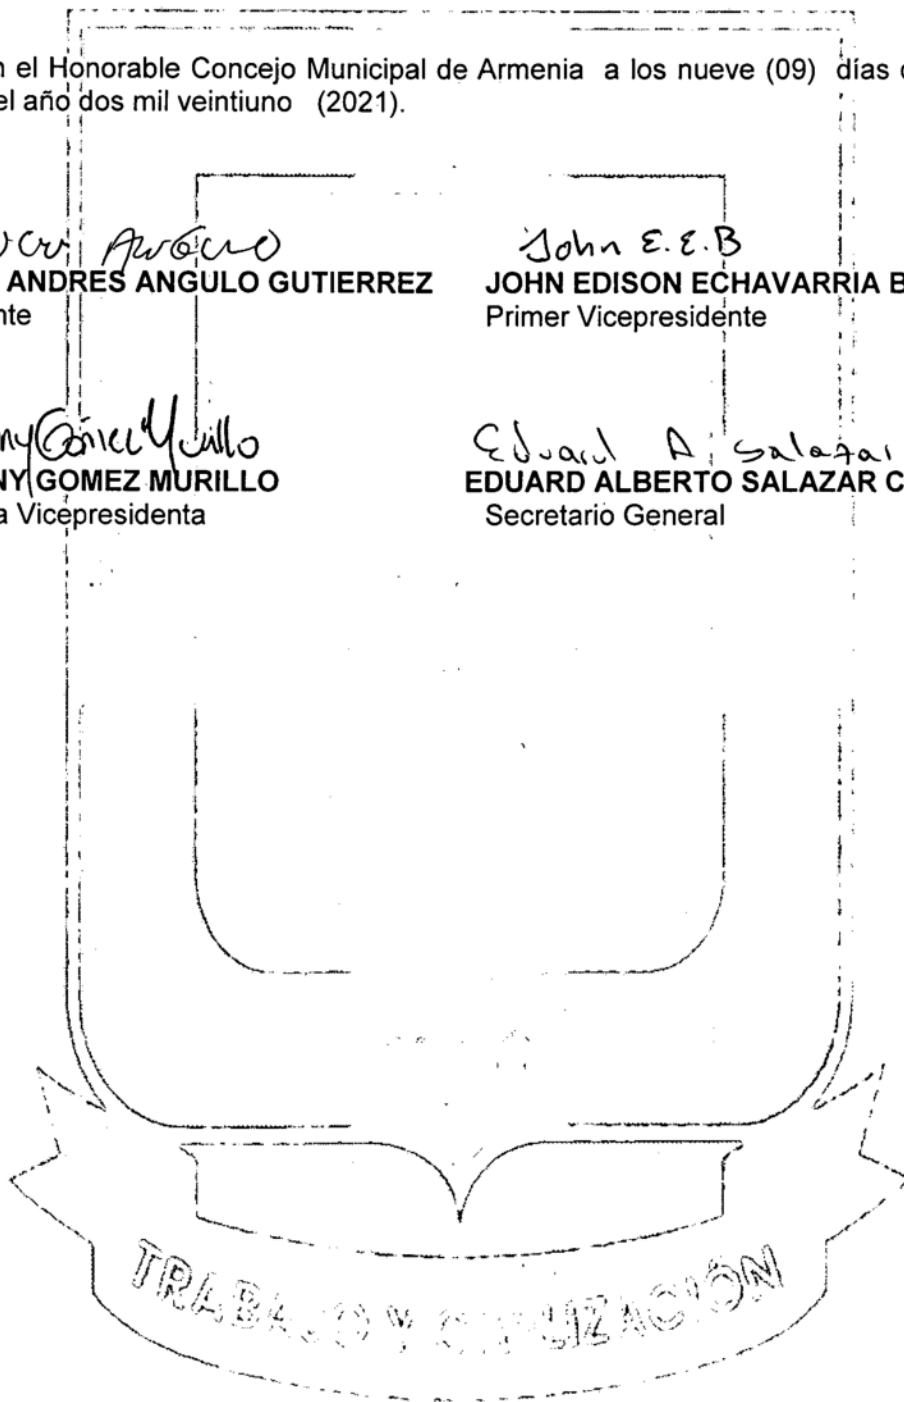 el Honorable Concejo Municipal de Armenia a los nueve (09) días
el año dos mil veintiuno (2021).
ANDRES ANGULO GUTIERREZ JOHN EDISON ECHAVARRIA B
nte Primer Vicepresidente
John E.E.B
Gómez Murillo Eduard A. Salazar
NY GOMEZ MURILLO EDUARD ALBERTO SALAZAR C
a Vicepresidenta Secretario General
TRABAJO Y CIVILIZACIÓN